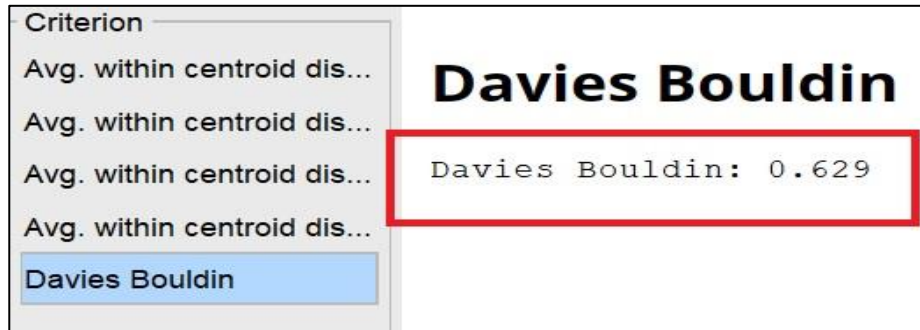 Criterion
Avg. within centroid dis...
Avg. within centroid dis...
Avg. within centroid dis...
Avg. within centroid dis...
Davies Bouldin
Davies Bouldin
Davies Bouldin: 0.629